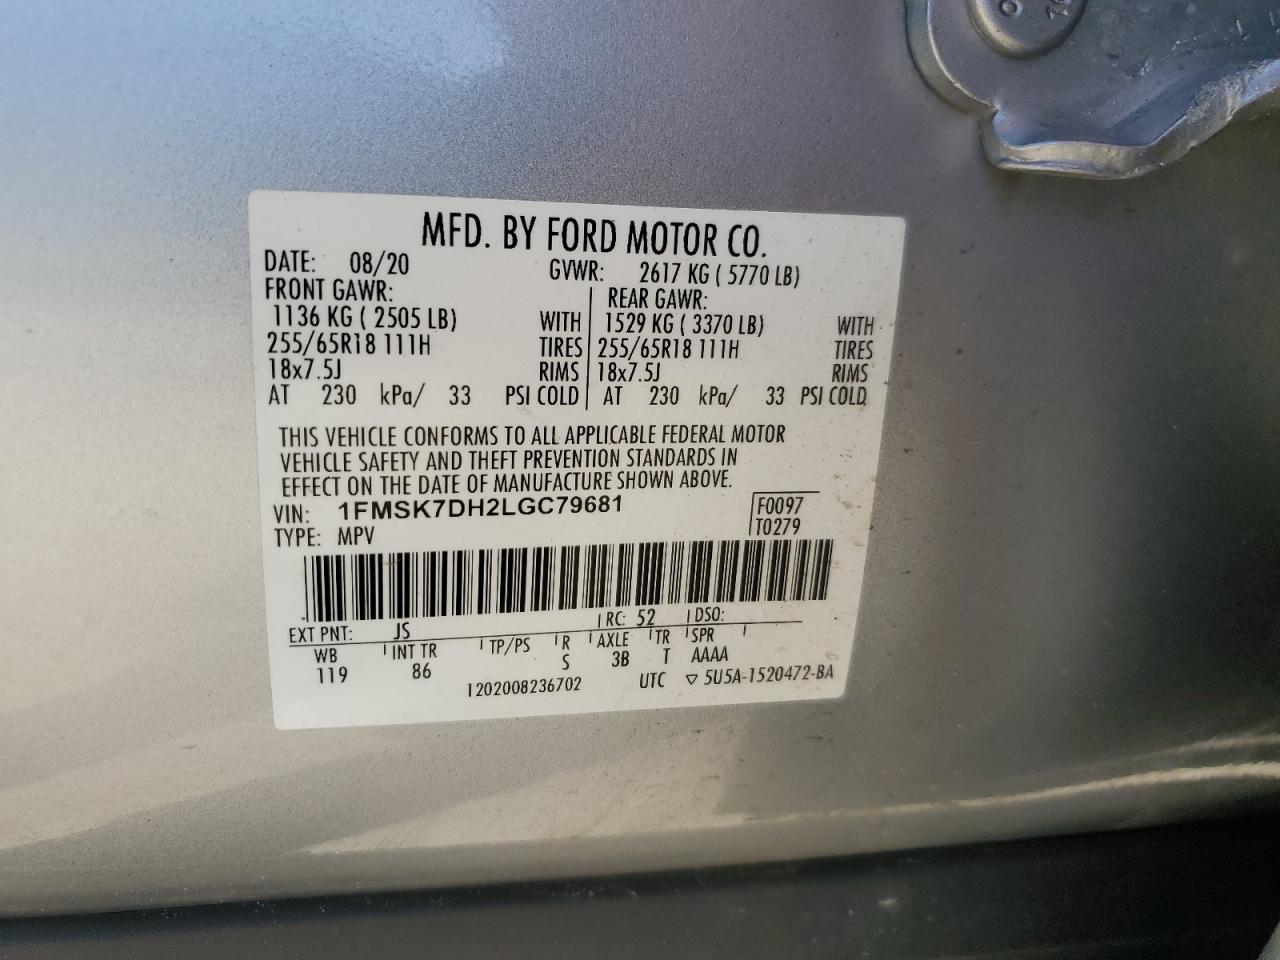 MFD. BY FORD MOTOR CO.
DATE: 08/20 GVWR: 2617 KG ( 5770 LB)
FRONT GAWR: REAR GAWR:
1136 KG ( 2505 LB) WITH 1529 KG ( 3370 LB) WITH
255/65R18 111H TIRES 255/65R18 111H TIRES
18x7.5J RIMS 18x7.5J RIMS
AT 230 kPa/ 33 PSI COLD AT 230 kPa/ 33 PSI COLD
THIS VEHICLE CONFORMS TO ALL APPLICABLE FEDERAL MOTOR
VEHICLE SAFETY AND THEFT PREVENTION STANDARDS IN
EFFECT ON THE DATE OF MANUFACTURE SHOWN ABOVE.
VIN: 1FMSK7DH2LGC79681 F0097
TYPE: MPV T0279
EXT PNT: JS RC: 52 DSO:
WB INT TR TP/PS R AXLE TR SPR
119 86 S 3B T AAAA
1202008236702 UTC ▽ 5U5A-1520472-BA